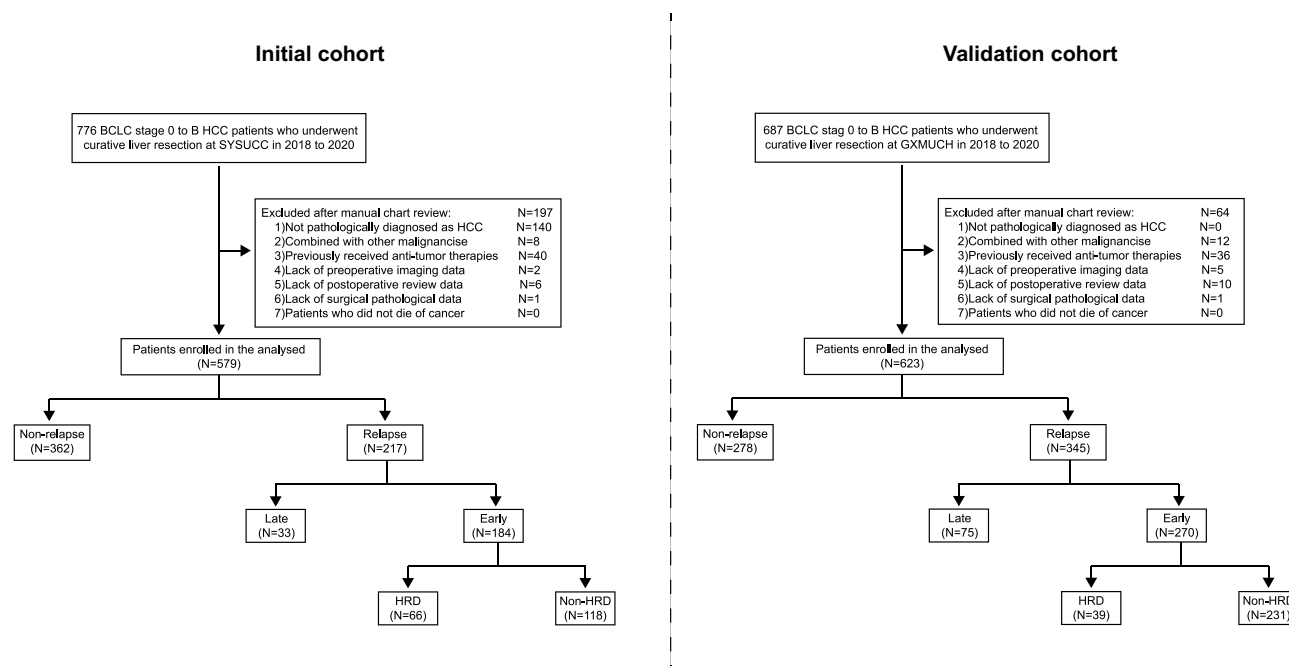 Initial cohort
776 BCLC stage 0 to B HCC patients who underwent
curative liver resection at SYSUCC in 2018 to 2020
Excluded after manual chart review: N=197
1)Not pathologically diagnosed as HCC N=140
2)Combined with other malignancise N=8
3)Previously received anti-tumor therapies N=40
4)Lack of preoperative imaging data N=2
5)Lack of postoperative review data N=6
6)Lack of surgical pathological data N=1
7)Patients who did not die of cancer N=0
Patients enrolled in the analysed
(N=579)
Non-relapse
(N=362)
Relapse
(N=217)
Late
(N=33)
Early
(N=184)
HRD
(N=66)
Non-HRD
(N=118)
Validation cohort
687 BCLC stag 0 to B HCC patients who underwent
curative liver resection at GXMUCH in 2018 to 2020
Excluded after manual chart review: N=64
1)Not pathologically diagnosed as HCC N=0
2)Combined with other malignancise N=12
3)Previously received anti-tumor therapies N=36
4)Lack of preoperative imaging data N=5
5)Lack of postoperative review data N=10
6)Lack of surgical pathological data N=1
7)Patients who did not die of cancer N=0
Patients enrolled in the analysed
(N=623)
Non-relapse
(N=278)
Relapse
(N=345)
Late
(N=75)
Early
(N=270)
HRD
(N=39)
Non-HRD
(N=231)